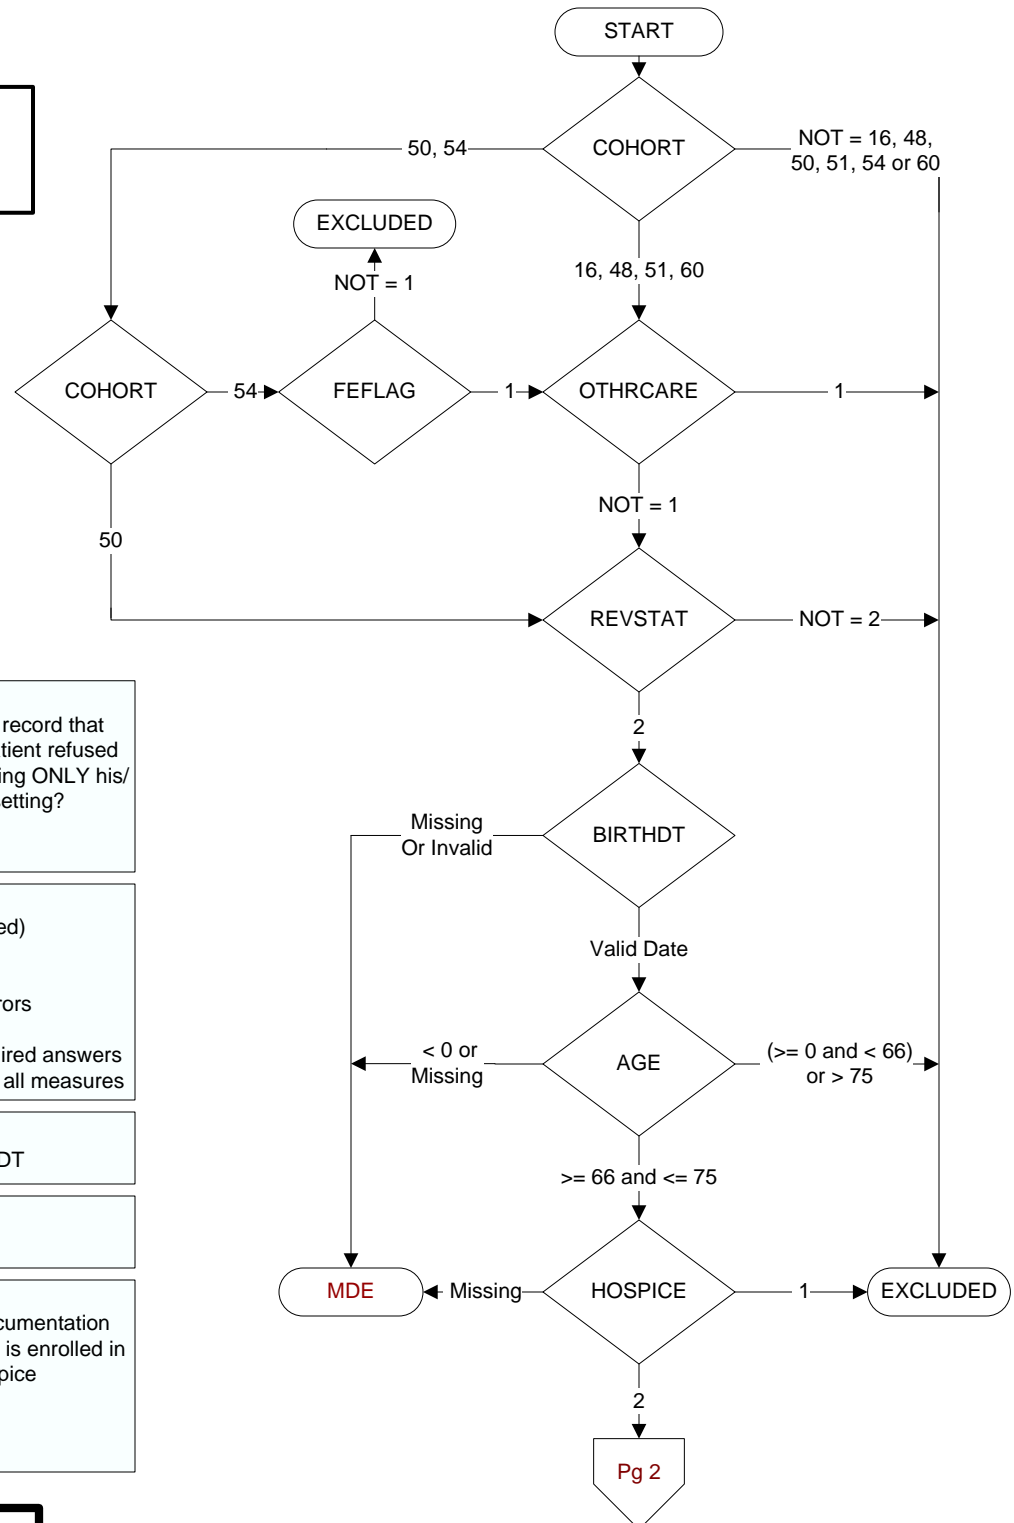 START
COHORT
50, 54
NOT = 16, 48,
50, 51, 54 or 60
EXCLUDED
NOT = 1
16, 48, 51, 60
COHORT
54
FEFLAG
1
OTHRCARE
1
NOT = 1
50
REVSTAT
NOT = 2
2
record that
tient refused
ing ONLY his/
setting?
Missing
Or Invalid
BIRTHDT
ed)
rors
ired answers
all measures
Valid Date
< 0 or
Missing
AGE
(>= 0 and < 66)
or > 75
DT
>= 66 and <= 75
MDE
Missing
HOSPICE
1
EXCLUDED
cumentation
is enrolled in
pice
2
Pg 2